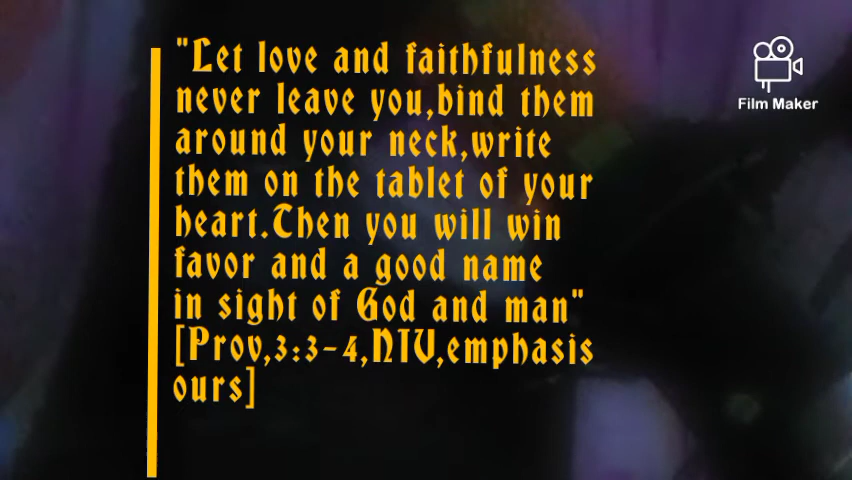 "Let love and faithfulness
never leave you,bind them
around your neck,write
them on the tablet of your
heart.Then you will win
favor and a good name
in sight of God and man"
[Prov,3:3-4,NIV,emphasis
ours]
Film Maker